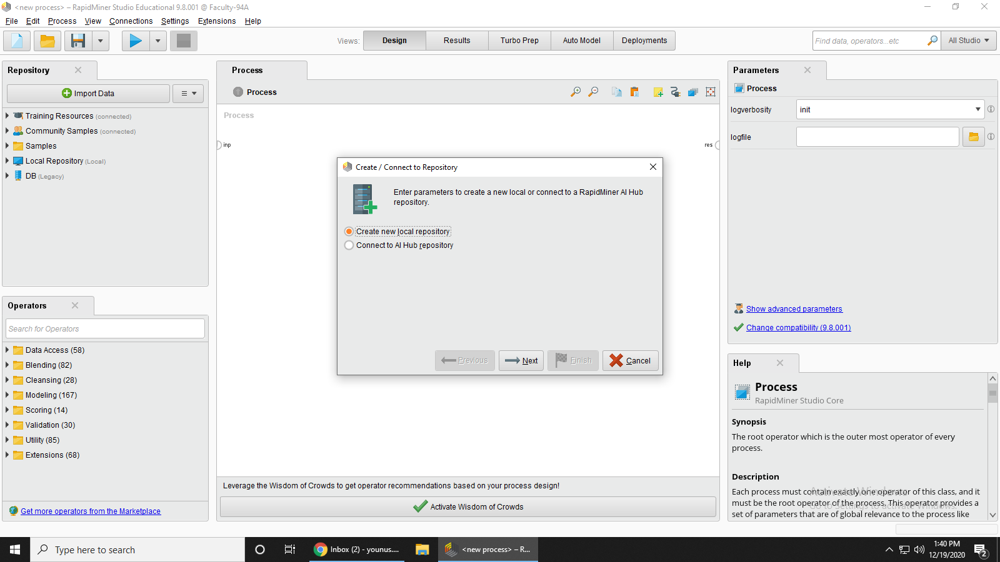 <new process> – RapidMiner Studio Educational 9.8.001 @ Faculty-94A
File Edit Process View Connections Settings Extensions Help
Views: Design Results Turbo Prep Auto Model Deployments
Find data, operators...etc
All Studio
Repository
Import Data
Training Resources (connected)
Community Samples (connected)
Samples
Local Repository (Local)
DB (Legacy)
Operators
Search for Operators
Data Access (58)
Blending (82)
Cleansing (28)
Modeling (167)
Scoring (14)
Validation (30)
Utility (85)
Extensions (68)
Get more operators from the Marketplace
Process
Process
Process
inp
res
Create / Connect to Repository
Enter parameters to create a new local or connect to a RapidMiner AI Hub
repository.
Create new local repository
Connect to AI Hub repository
Previous
Next
Finish
Cancel
Leverage the Wisdom of Crowds to get operator recommendations based on your process design!
Activate Wisdom of Crowds
Parameters
Process
logverbosity
init
logfile
Show advanced parameters
Change compatibility (9.8.001)
Help
Process
RapidMiner Studio Core
Synopsis
The root operator which is the outer most operator of every
process.
Description
Each process must contain exactly one operator of this class, and it
must be the root operator of the process. This operator provides a
set of parameters that are of global relevance to the process like
Activate Windows
Go to Settings to activate Windows.
Type here to search
Inbox (2) - younus....
<new process> – R...
1:40 PM
12/19/2020
2